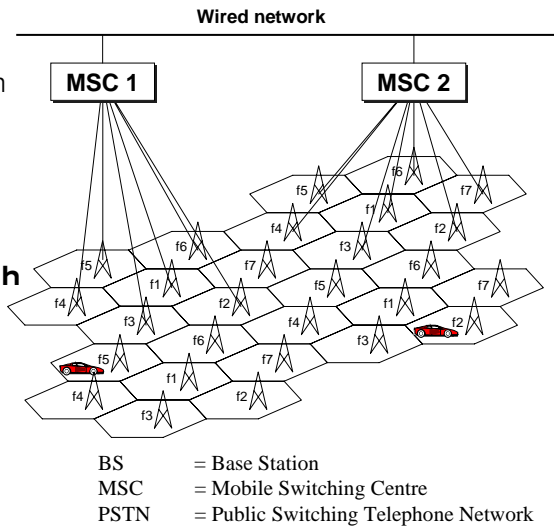 Wired network
n
MSC 1 MSC 2
f6
f5 f7
f1
f4 f2
f6 f3
h
f5 f7 f6
f1 f5 f7
f4 f2 f1
f3 f4 f2
f6 f3
f5 f7
f1
f4 f2
f3
BS = Base Station
MSC = Mobile Switching Centre
PSTN = Public Switching Telephone Network